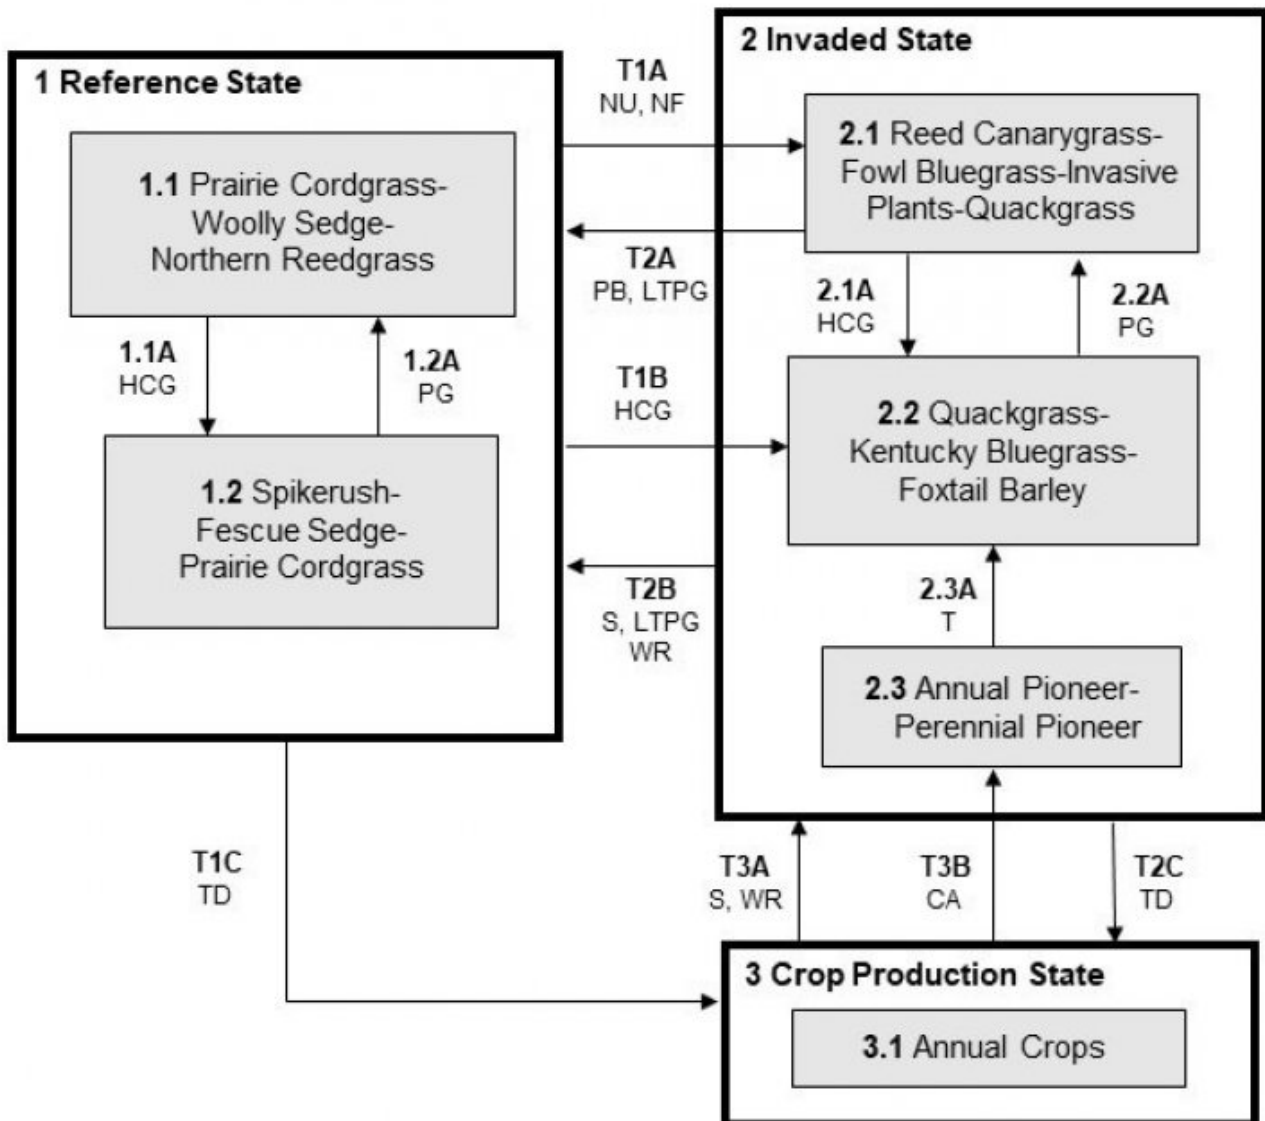 1 Reference State
1.1 Prairie Cordgrass-
Woolly Sedge-
Northern Reedgrass
1.1A
HCG
1.2A
PG
1.2 Spikerush-
Fescue Sedge-
Prairie Cordgrass
T1A
NU, NF
T2A
PB, LTPG
T1B
HCG
T2B
S, LTPG
WR
2 Invaded State
2.1 Reed Canarygrass-
Fowl Bluegrass-Invasive
Plants-Quackgrass
2.1A
HCG
2.2A
PG
2.2 Quackgrass-
Kentucky Bluegrass-
Foxtail Barley
2.3A
T
2.3 Annual Pioneer-
Perennial Pioneer
T1C
TD
T3A
S, WR
T3B
CA
T2C
TD
3 Crop Production State
3.1 Annual Crops